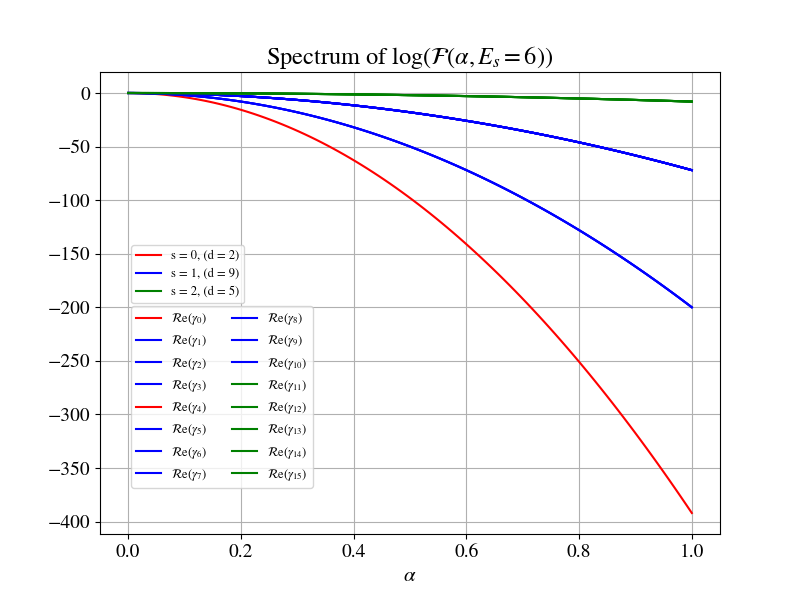 Spectrum of log(ℱ(α, E_s = 6))
0
−50
−100
−150
−200
−250
−300
−350
−400
s = 0, (d = 2)
s = 1, (d = 9)
s = 2, (d = 5)
ℛe(γ₀) ℛe(γ₈)
ℛe(γ₁) ℛe(γ₉)
ℛe(γ₂) ℛe(γ₁₀)
ℛe(γ₃) ℛe(γ₁₁)
ℛe(γ₄) ℛe(γ₁₂)
ℛe(γ₅) ℛe(γ₁₃)
ℛe(γ₆) ℛe(γ₁₄)
ℛe(γ₇) ℛe(γ₁₅)
0.0 0.2 0.4 0.6 0.8 1.0
α